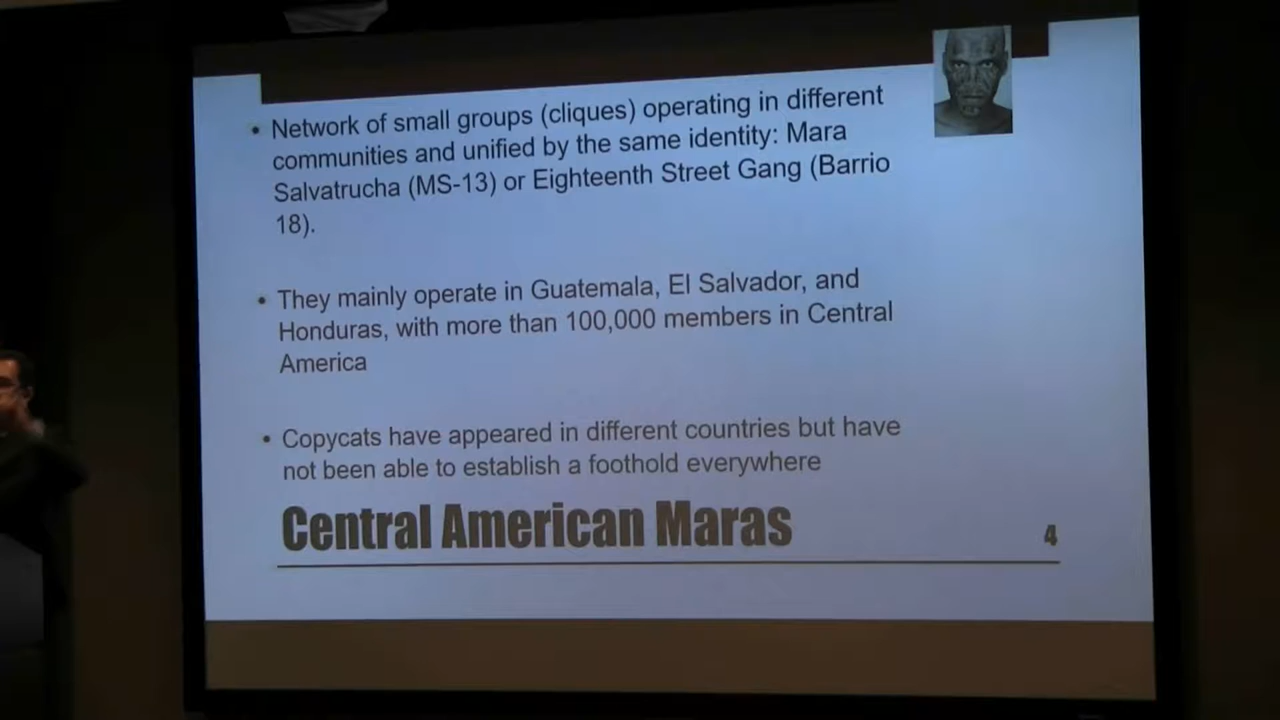 • Network of small groups (cliques) operating in different
communities and unified by the same identity: Mara
Salvatrucha (MS-13) or Eighteenth Street Gang (Barrio
18).
• They mainly operate in Guatemala, El Salvador, and
Honduras, with more than 100,000 members in Central
America
• Copycats have appeared in different countries but have
not been able to establish a foothold everywhere
Central American Maras
4